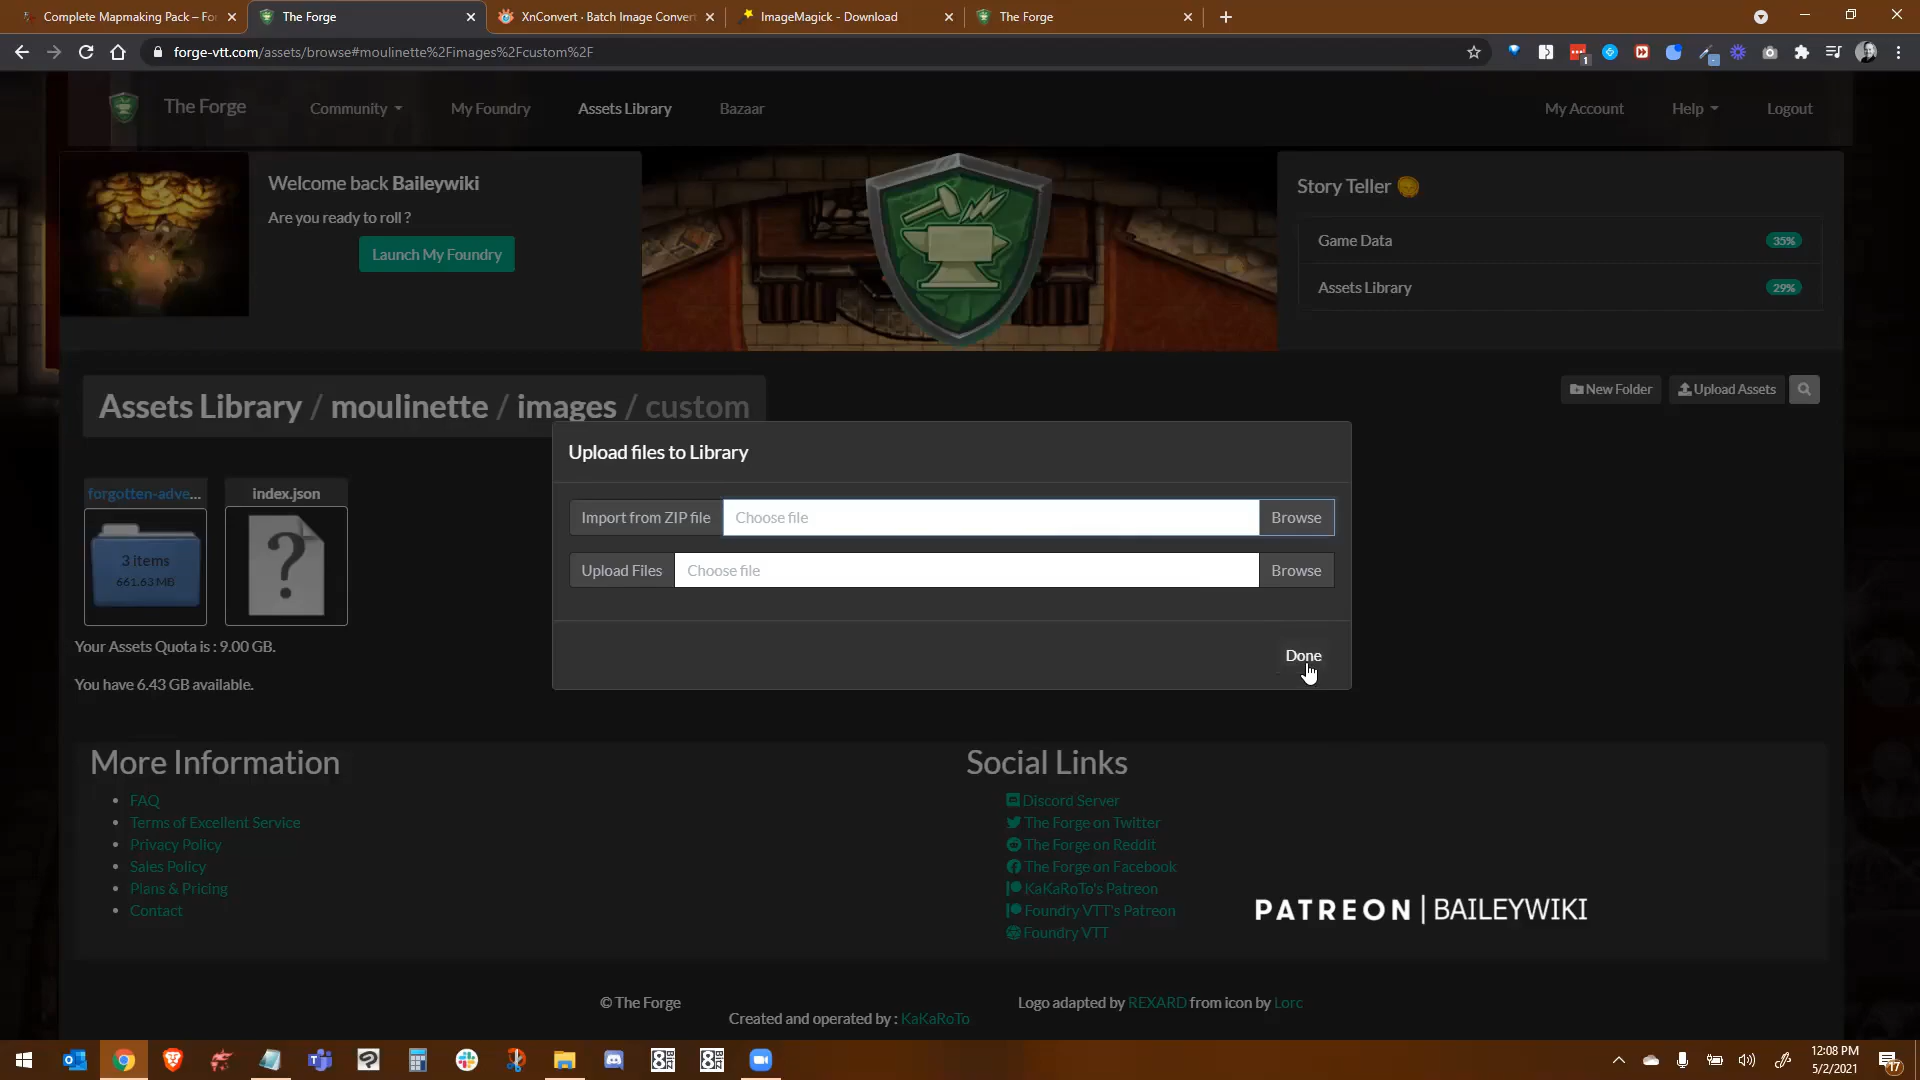 Complete Mapmaking Pack – For
The Forge
XnConvert · Batch Image Convert
ImageMagick - Download
The Forge
forge-vtt.com/assets/browse#moulinette%2Fimages%2Fcustom%2F
1
The Forge
Community
My Foundry
Assets Library
Bazaar
My Account
Help
Logout
Welcome back Baileywiki
Are you ready to roll ?
Launch My Foundry
Story Teller
Game Data
35%
Assets Library
29%
Assets Library / moulinette / images / custom
New Folder
Upload Assets
Upload files to Library
Import from ZIP file
Choose file
Browse
Upload Files
Choose file
Browse
Done
forgotten-adve...
3 items
661.63 MB
index.json
Your Assets Quota is : 9.00 GB.
You have 6.43 GB available.
More Information
FAQ
Terms of Excellent Service
Privacy Policy
Sales Policy
Plans & Pricing
Contact
Social Links
Discord Server
The Forge on Twitter
The Forge on Reddit
The Forge on Facebook
KaKaRoTo's Patreon
Foundry VTT's Patreon
Foundry VTT
PATREON | BAILEYWIKI
© The Forge
Created and operated by : KaKaRoTo
Logo adapted by REXARD from icon by Lorc
12:08 PM
5/2/2021
17